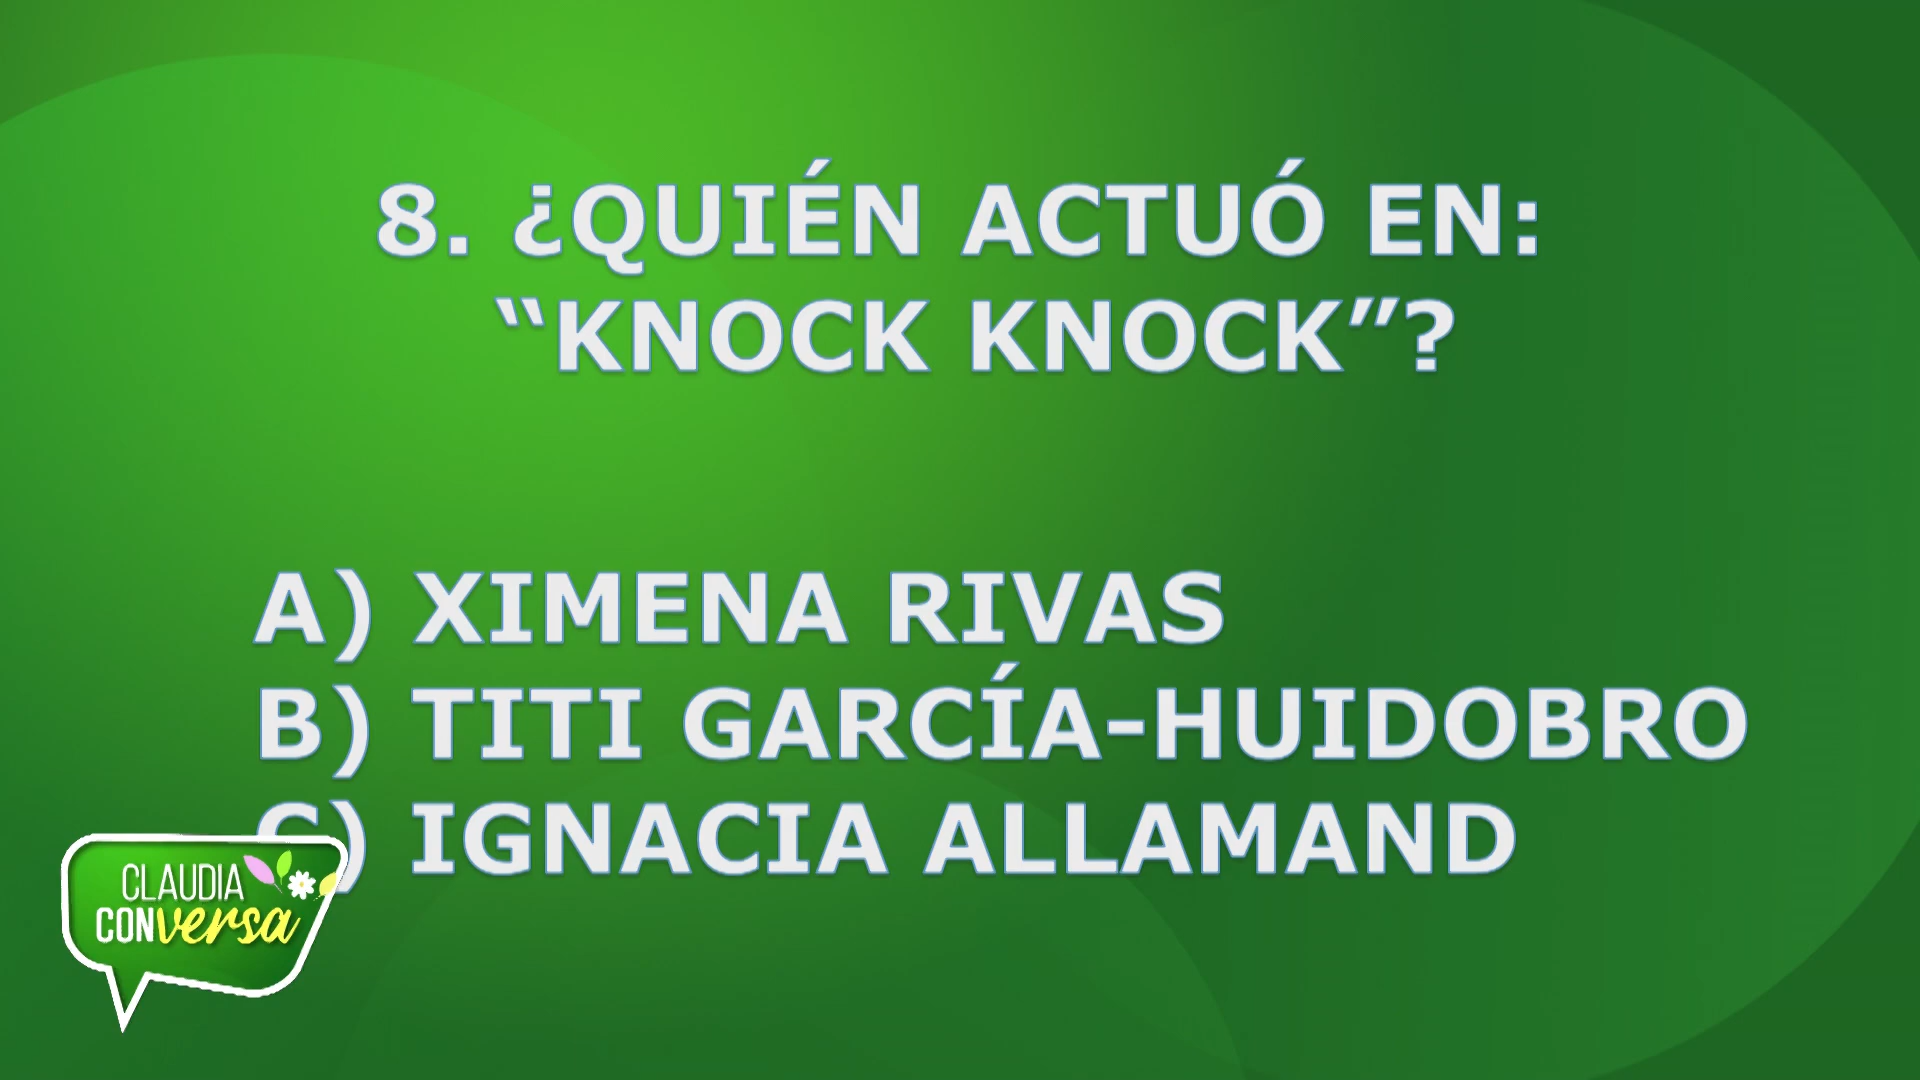 8. ¿QUIÉN ACTUÓ EN:
“KNOCK KNOCK”?
A) XIMENA RIVAS
B) TITI GARCÍA-HUIDOBRO
C) IGNACIA ALLAMAND
CLAUDIA
CONversa